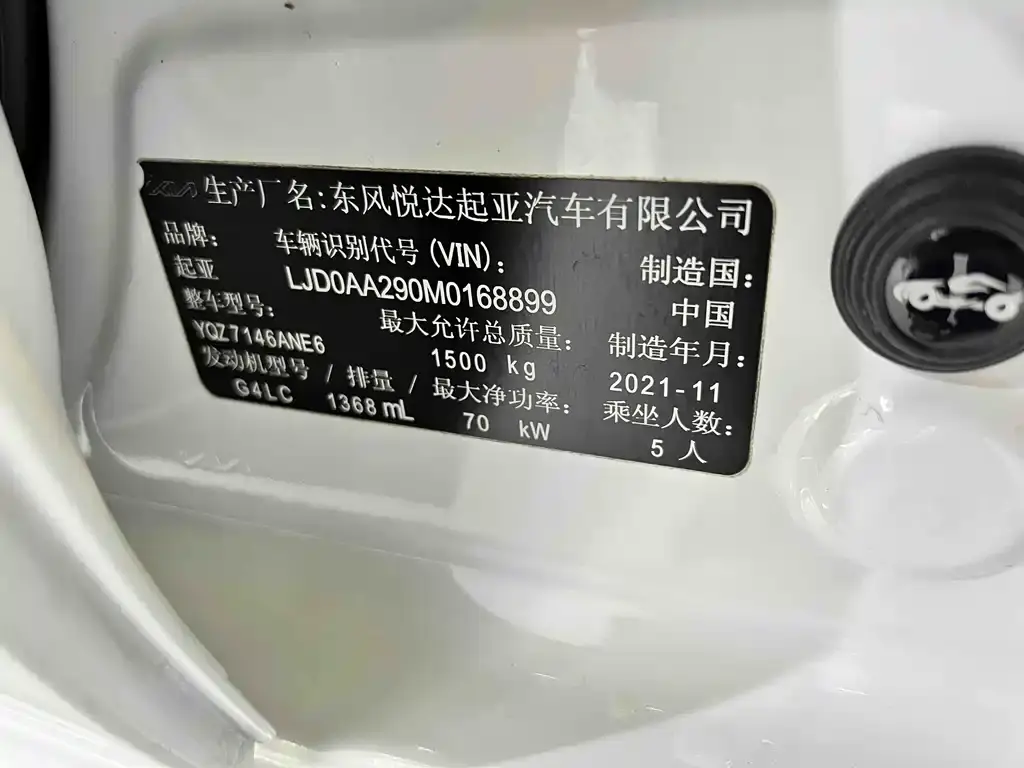 KIA 生产厂名:东风悦达起亚汽车有限公司
品牌: 车辆识别代号(VIN): 制造国:
起亚 LJD0AA290M0168899 中国
整车型号: 最大允许总质量: 制造年月:
YQZ7146ANE6 1500 kg 2021-11
发动机型号 / 排量 / 最大净功率: 乘坐人数:
G4LC 1368 mL 70 kW 5 人